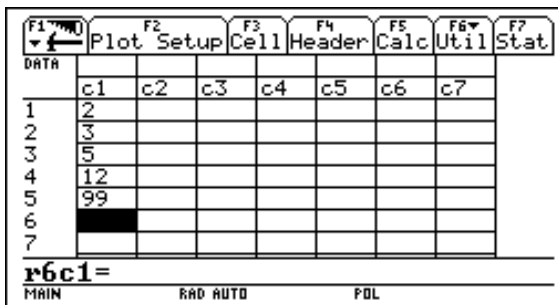 F1 F2 F3 F4 F5 F6 F7
Plot Setup Cell Header Calc Util Stat
DATA
c1 c2 c3 c4 c5 c6 c7
1 2
2 3
3 5
4 12
5 99
6
7
r6c1=
MAIN RAD AUTO POL